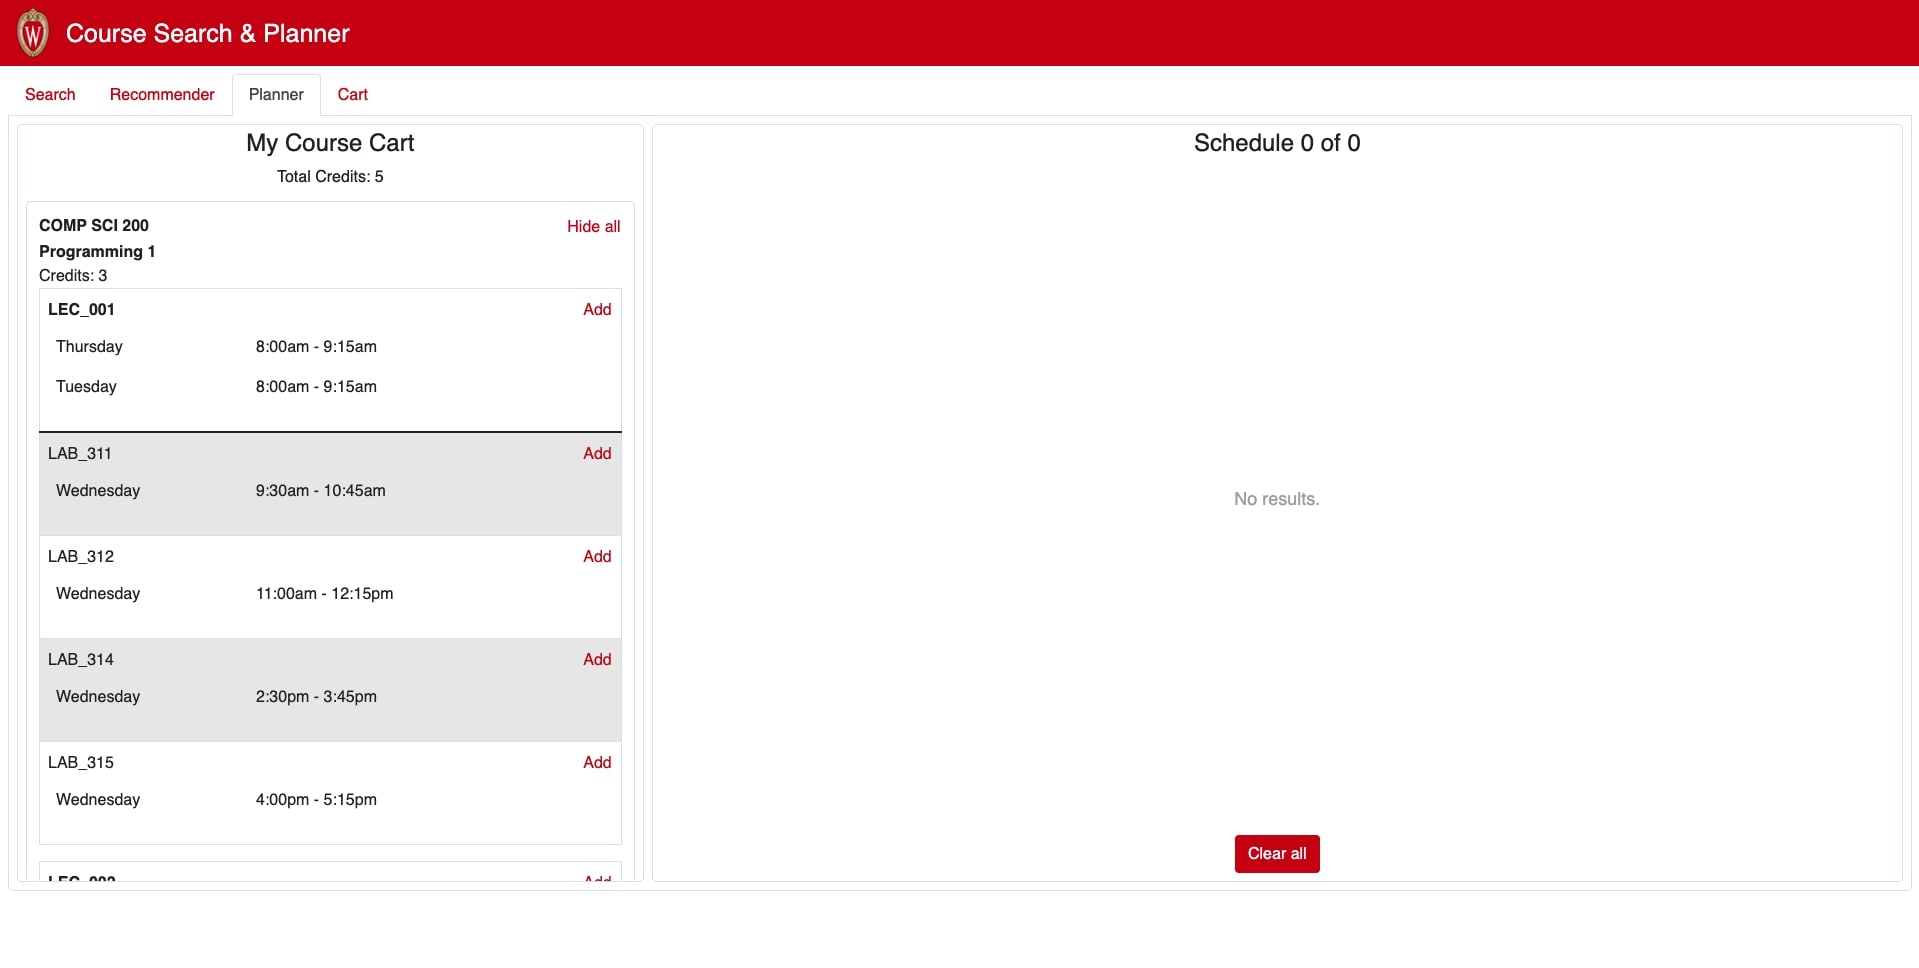 W
Course Search & Planner
Search
Recommender
Planner
Cart
My Course Cart
Total Credits: 5
COMP SCI 200
Hide all
Programming 1
Credits: 3
LEC_001
Add
Thursday 8:00am - 9:15am
Tuesday 8:00am - 9:15am
LAB_311
Add
Wednesday 9:30am - 10:45am
LAB_312
Add
Wednesday 11:00am - 12:15pm
LAB_314
Add
Wednesday 2:30pm - 3:45pm
LAB_315
Add
Wednesday 4:00pm - 5:15pm
Add
Schedule 0 of 0
No results.
Clear all